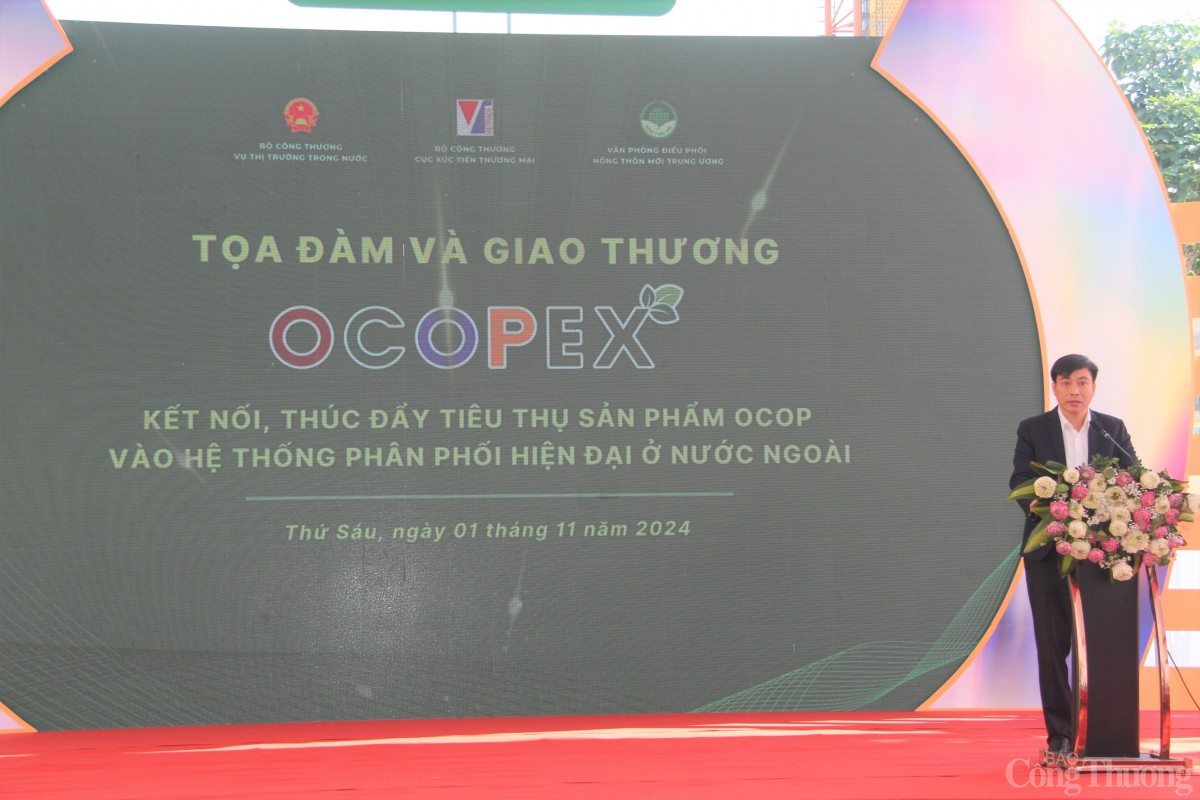 BỘ CÔNG THƯƠNG
VỤ THỊ TRƯỜNG TRONG NƯỚC
BỘ CÔNG THƯƠNG
CỤC XÚC TIẾN THƯƠNG MẠI
VĂN PHÒNG ĐIỀU PHỐI
NÔNG THÔN MỚI TRUNG ƯƠNG
TỌA ĐÀM VÀ GIAO THƯƠNG
OCOPEX
KẾT NỐI, THÚC ĐẨY TIÊU THỤ SẢN PHẨM OCOP
VÀO HỆ THỐNG PHÂN PHỐI HIỆN ĐẠI Ở NƯỚC NGOÀI
Thứ Sáu, ngày 01 tháng 11 năm 2024
BÁO
Công Thương